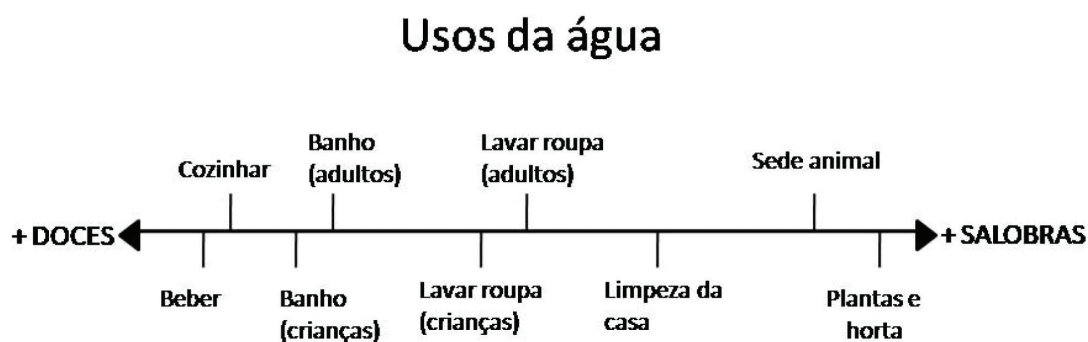 Usos da água
Cozinhar
Banho
(adultos)
Lavar roupa
(adultos)
Sede animal
+ DOCES
+ SALOBRAS
Beber
Banho
(crianças)
Lavar roupa
(crianças)
Limpeza da
casa
Plantas e
horta